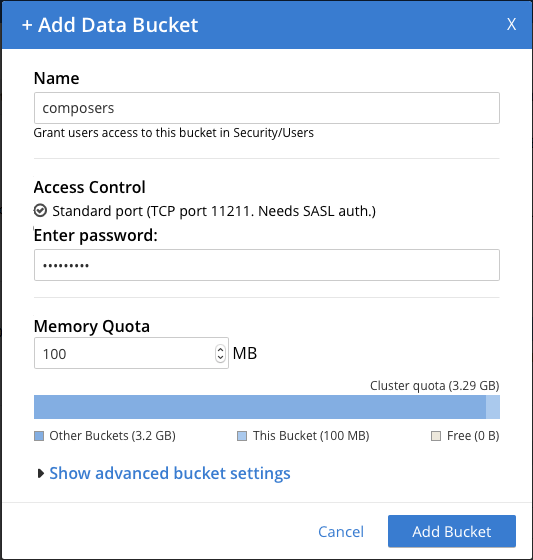 + Add Data Bucket X
Name
composers
Grant users access to this bucket in Security/Users
Access Control
Standard port (TCP port 11211. Needs SASL auth.)
Enter password:
•••••••••
Memory Quota
100 MB
Cluster quota (3.29 GB)
Other Buckets (3.2 GB) This Bucket (100 MB) Free (0 B)
Show advanced bucket settings
Cancel Add Bucket